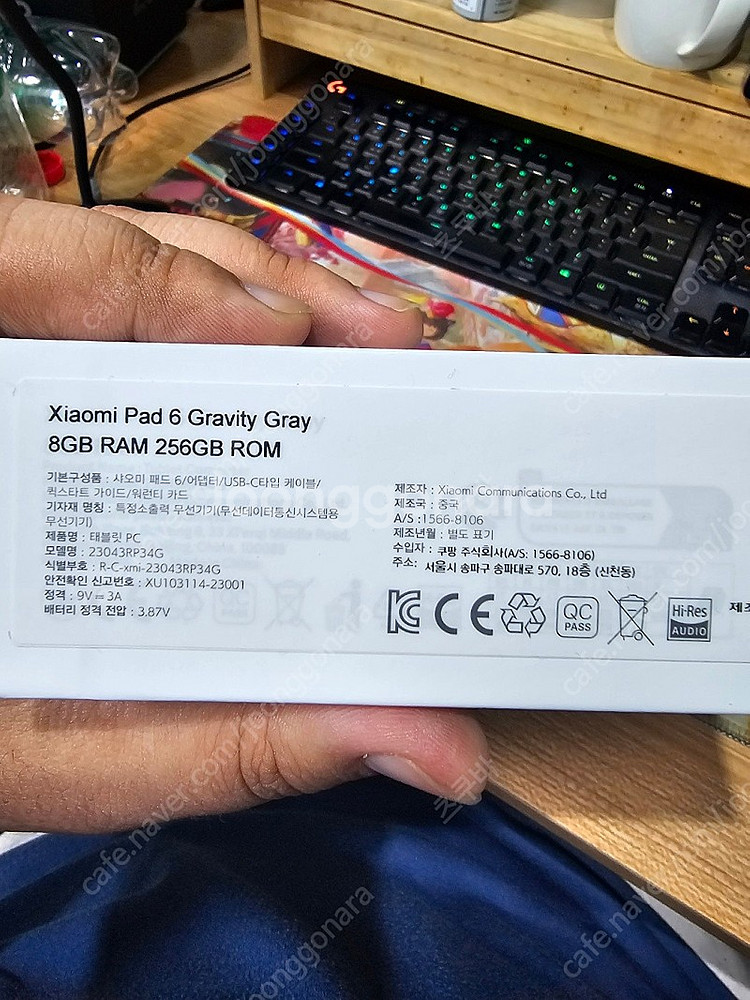 Xiaomi Pad 6 Gravity Gray
8GB RAM 256GB ROM
기본구성품 : 샤오미 패드 6/어댑터/USB-C타입 케이블/
퀵스타트 가이드/워런티 카드
기자재 명칭 : 특정소출력 무선기기(무선데이터통신시스템용
무선기기)
제품명 : 태블릿 PC
모델명 : 23043RP34G
식별부호 : R-C-xmi-23043RP34G
안전확인 신고번호 : XU103114-23001
정격 : 9V ⎓ 3A
배터리 정격 전압 : 3.87V
제조자 : Xiaomi Communications Co., Ltd
제조국 : 중국
A/S :1566-8106
제조년월 : 별도 표기
수입자 : 쿠팡 주식회사(A/S: 1566-8106)
주소: 서울시 송파구 송파대로 570, 18층 (신천동)
CE
QC
PASS
Hi-Res
AUDIO
제조
joonggonara
cafe.naver.com/joonggonara